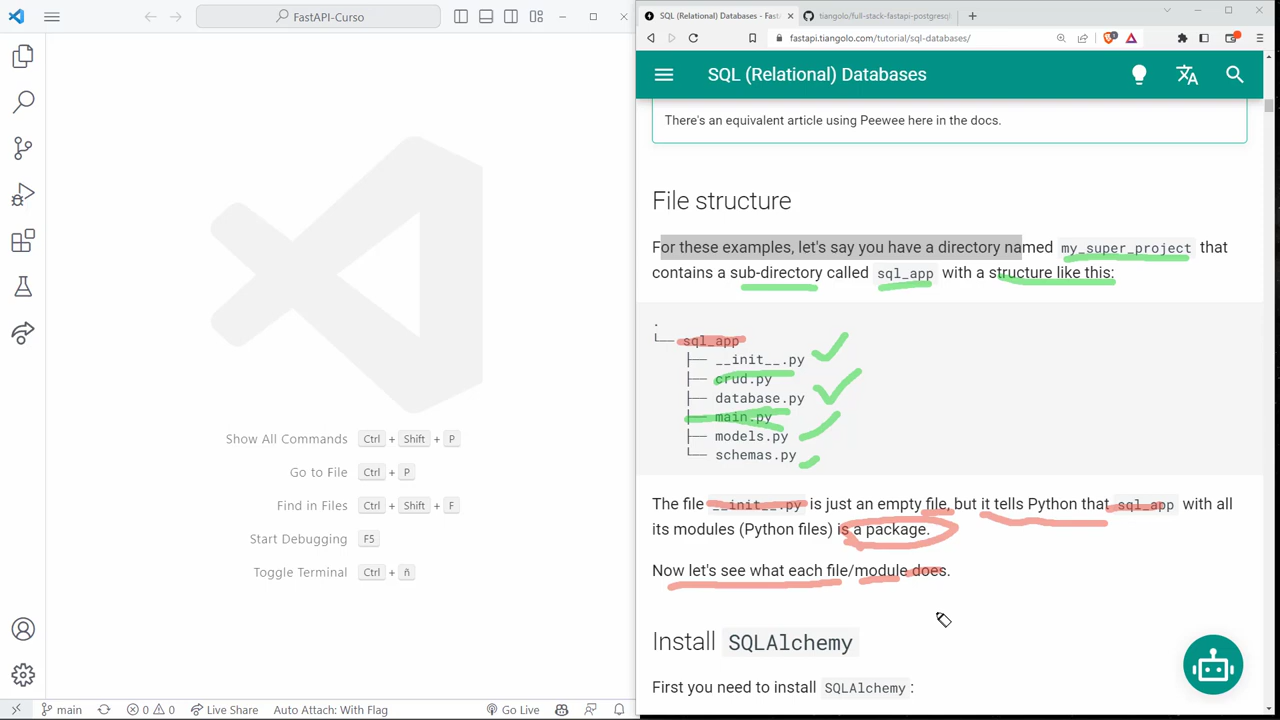 FastAPI-Curso
Show All Commands Ctrl + Shift + P
Go to File Ctrl + P
Find in Files Ctrl + Shift + F
Start Debugging F5
Toggle Terminal Ctrl + ñ
main 0 0 Live Share Auto Attach: With Flag Go Live
SQL (Relational) Databases - Fast
tiangolo/full-stack-fastapi-postgresql
fastapi.tiangolo.com/tutorial/sql-databases/
SQL (Relational) Databases
There's an equivalent article using Peewee here in the docs.
File structure
For these examples, let's say you have a directory named my_super_project that
contains a sub-directory called sql_app with a structure like this:
.
└── sql_app
├── __init__.py
├── crud.py
├── database.py
├── main.py
├── models.py
└── schemas.py
The file __init__.py is just an empty file, but it tells Python that sql_app with all
its modules (Python files) is a package.
Now let's see what each file/module does.
Install SQLAlchemy
First you need to install SQLAlchemy: